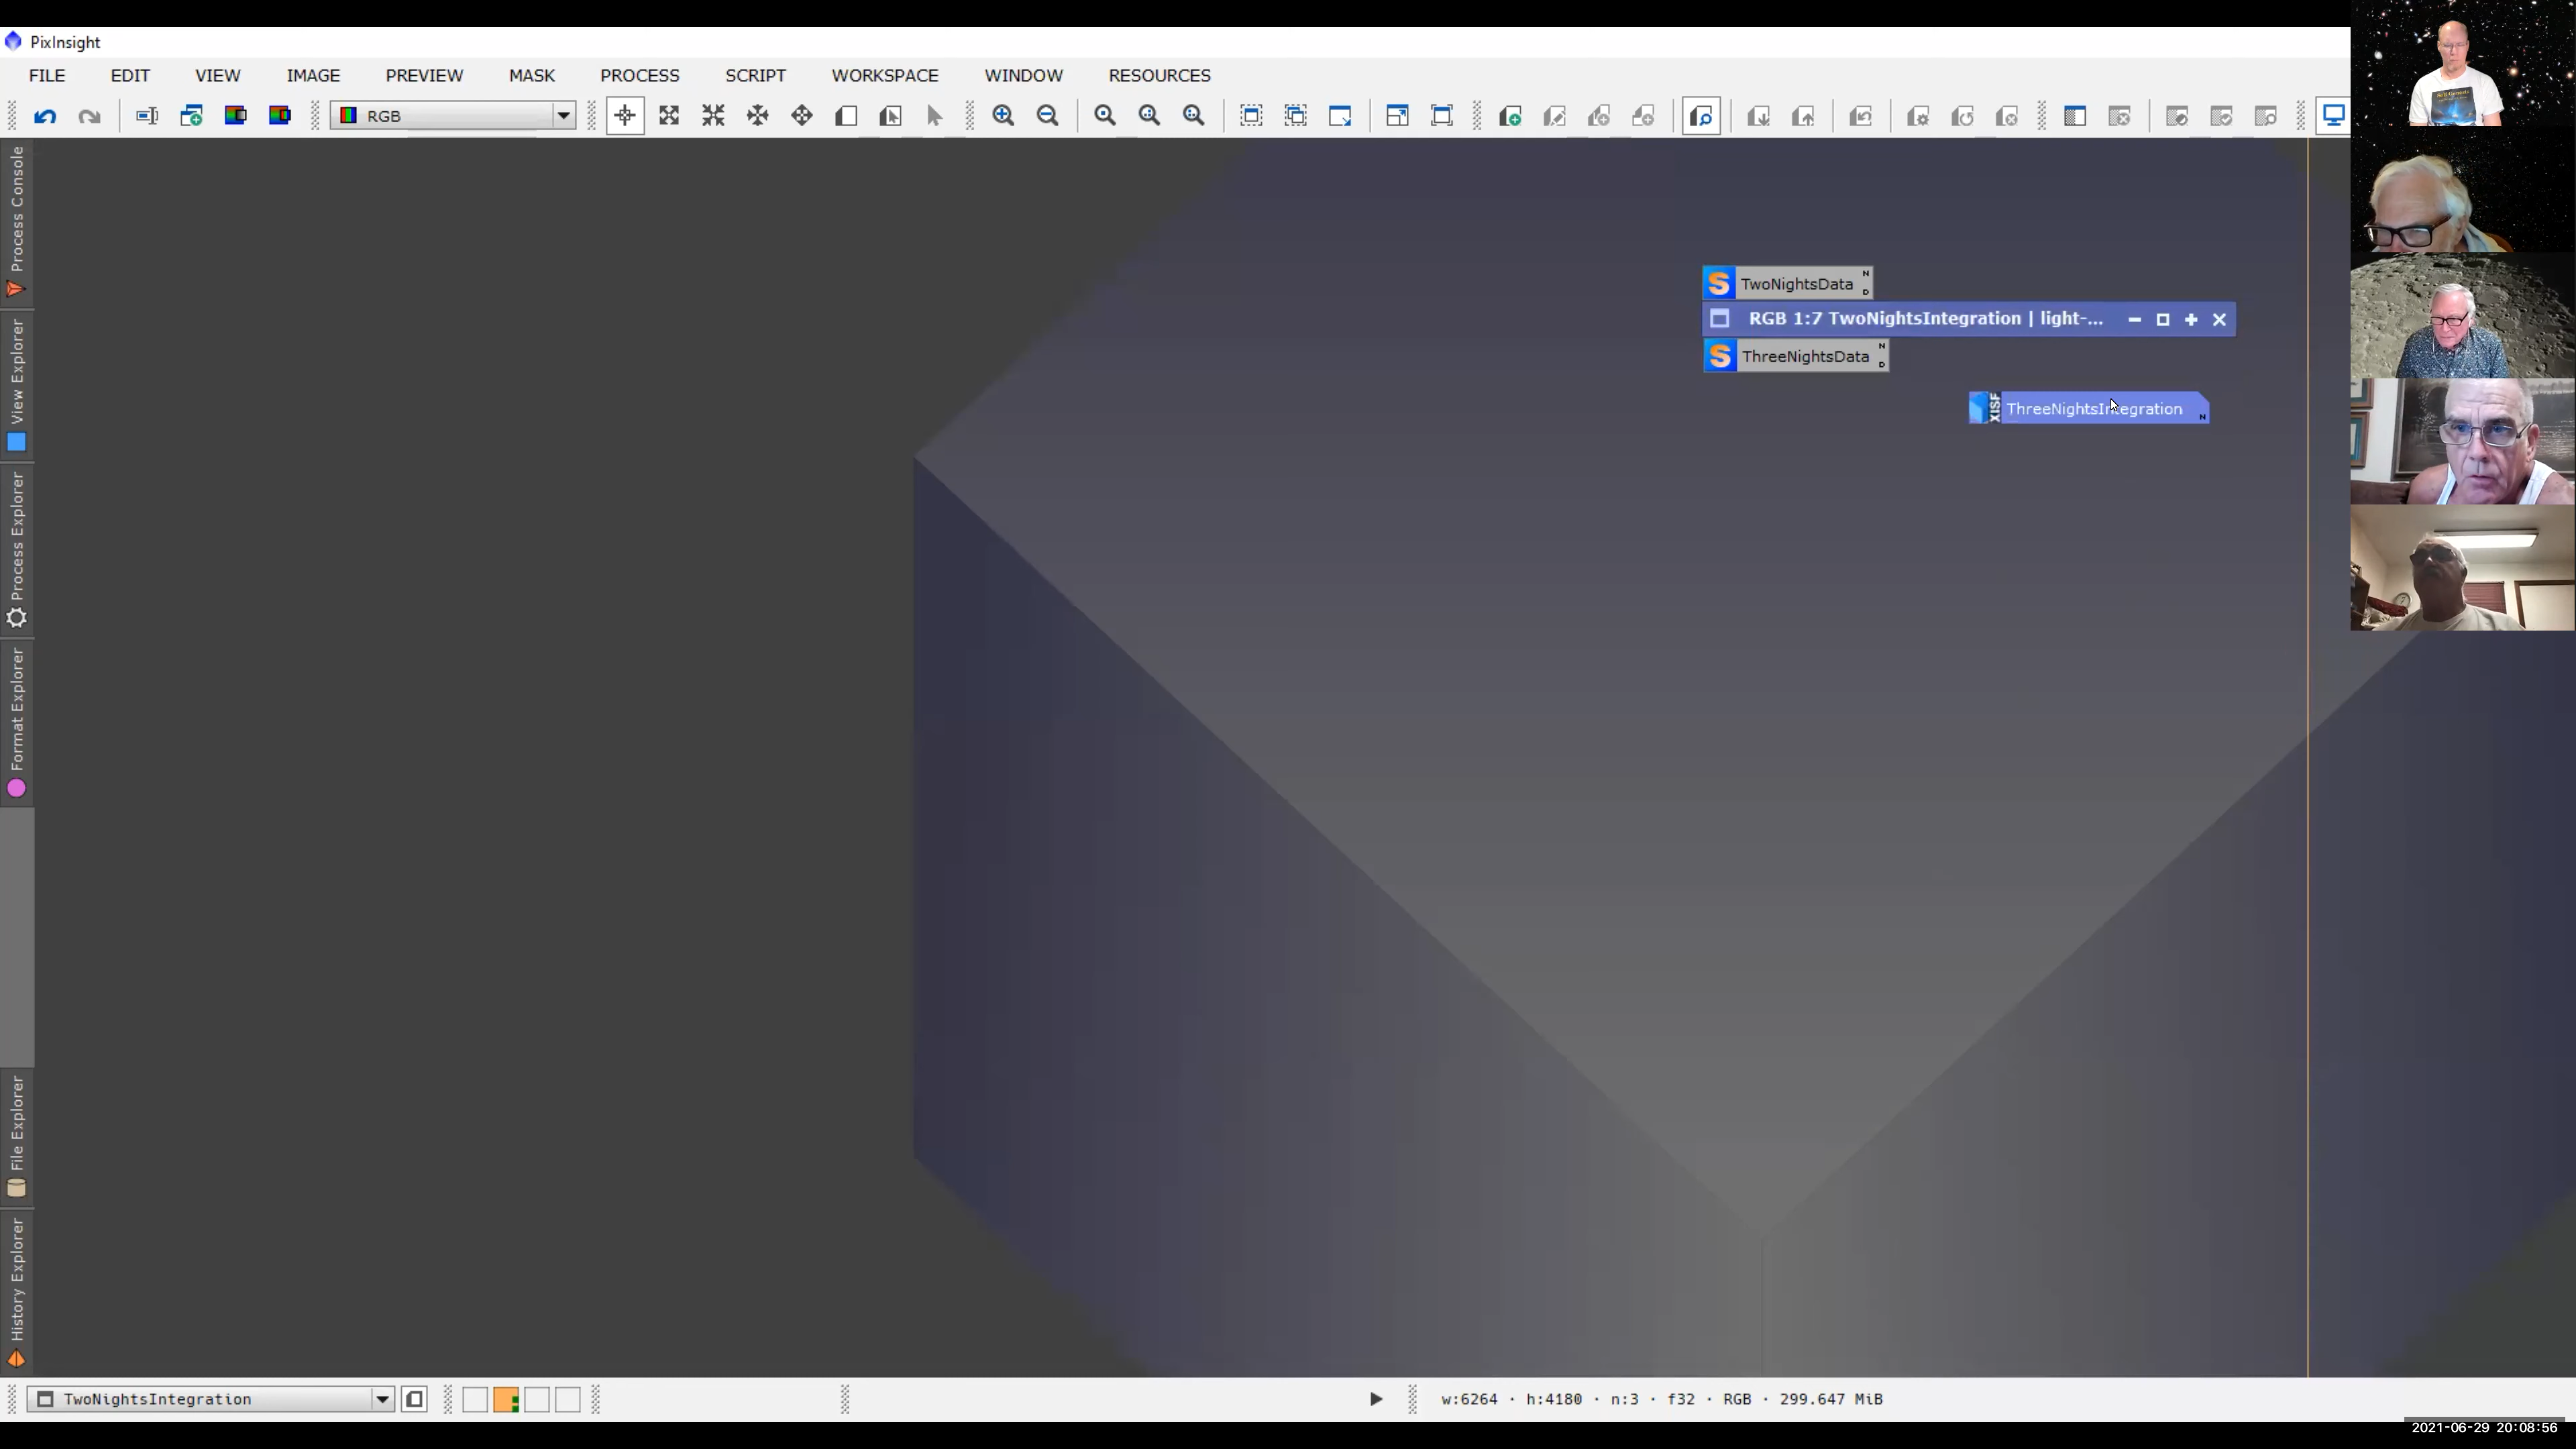 PixInsight
FILE EDIT VIEW IMAGE PREVIEW MASK PROCESS SCRIPT WORKSPACE WINDOW RESOURCES
RGB
Process Console
View Explorer
Process Explorer
Format Explorer
File Explorer
History Explorer
TwoNightsData N D
RGB 1:7 TwoNightsIntegration | light-...
ThreeNightsData N D
XISF ThreeNightsIntegration N
TwoNightsIntegration
w:6264 · h:4180 · n:3 · f32 · RGB · 299.647 MiB
2021-06-29 20:08:56